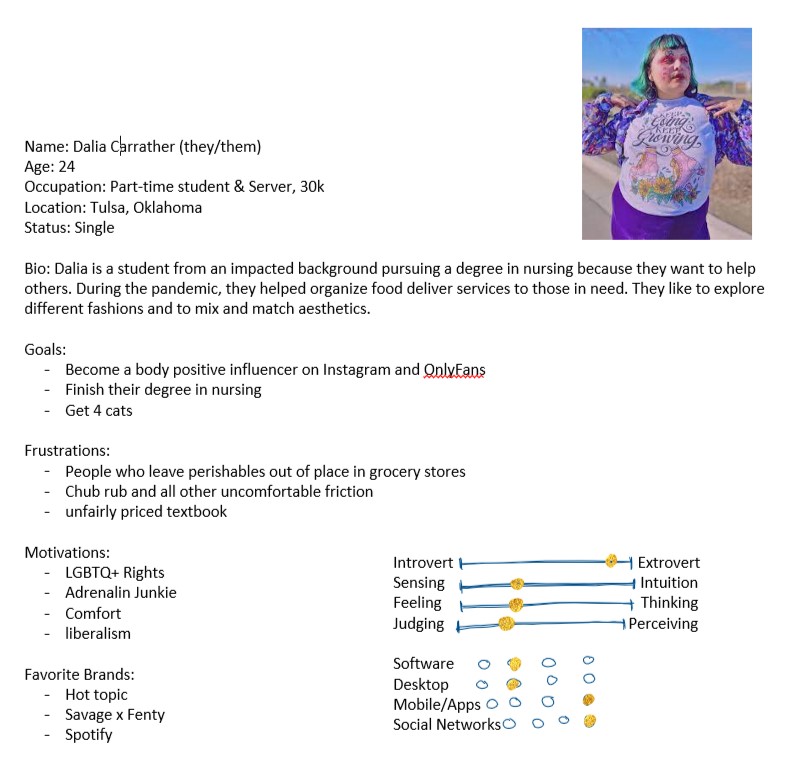 KEEP
Going
KEEP
Growing
Name: Dalia Carrather (they/them)
Age: 24
Occupation: Part-time student & Server, 30k
Location: Tulsa, Oklahoma
Status: Single
Bio: Dalia is a student from an impacted background pursuing a degree in nursing because they want to help
others. During the pandemic, they helped organize food deliver services to those in need. They like to explore
different fashions and to mix and match aesthetics.
Goals:
- Become a body positive influencer on Instagram and OnlyFans
- Finish their degree in nursing
- Get 4 cats
Frustrations:
- People who leave perishables out of place in grocery stores
- Chub rub and all other uncomfortable friction
- unfairly priced textbook
Motivations:
- LGBTQ+ Rights
- Adrenalin Junkie
- Comfort
- liberalism
Favorite Brands:
- Hot topic
- Savage x Fenty
- Spotify
Introvert Extrovert
Sensing Intuition
Feeling Thinking
Judging Perceiving
Software
Desktop
Mobile/Apps
Social Networks